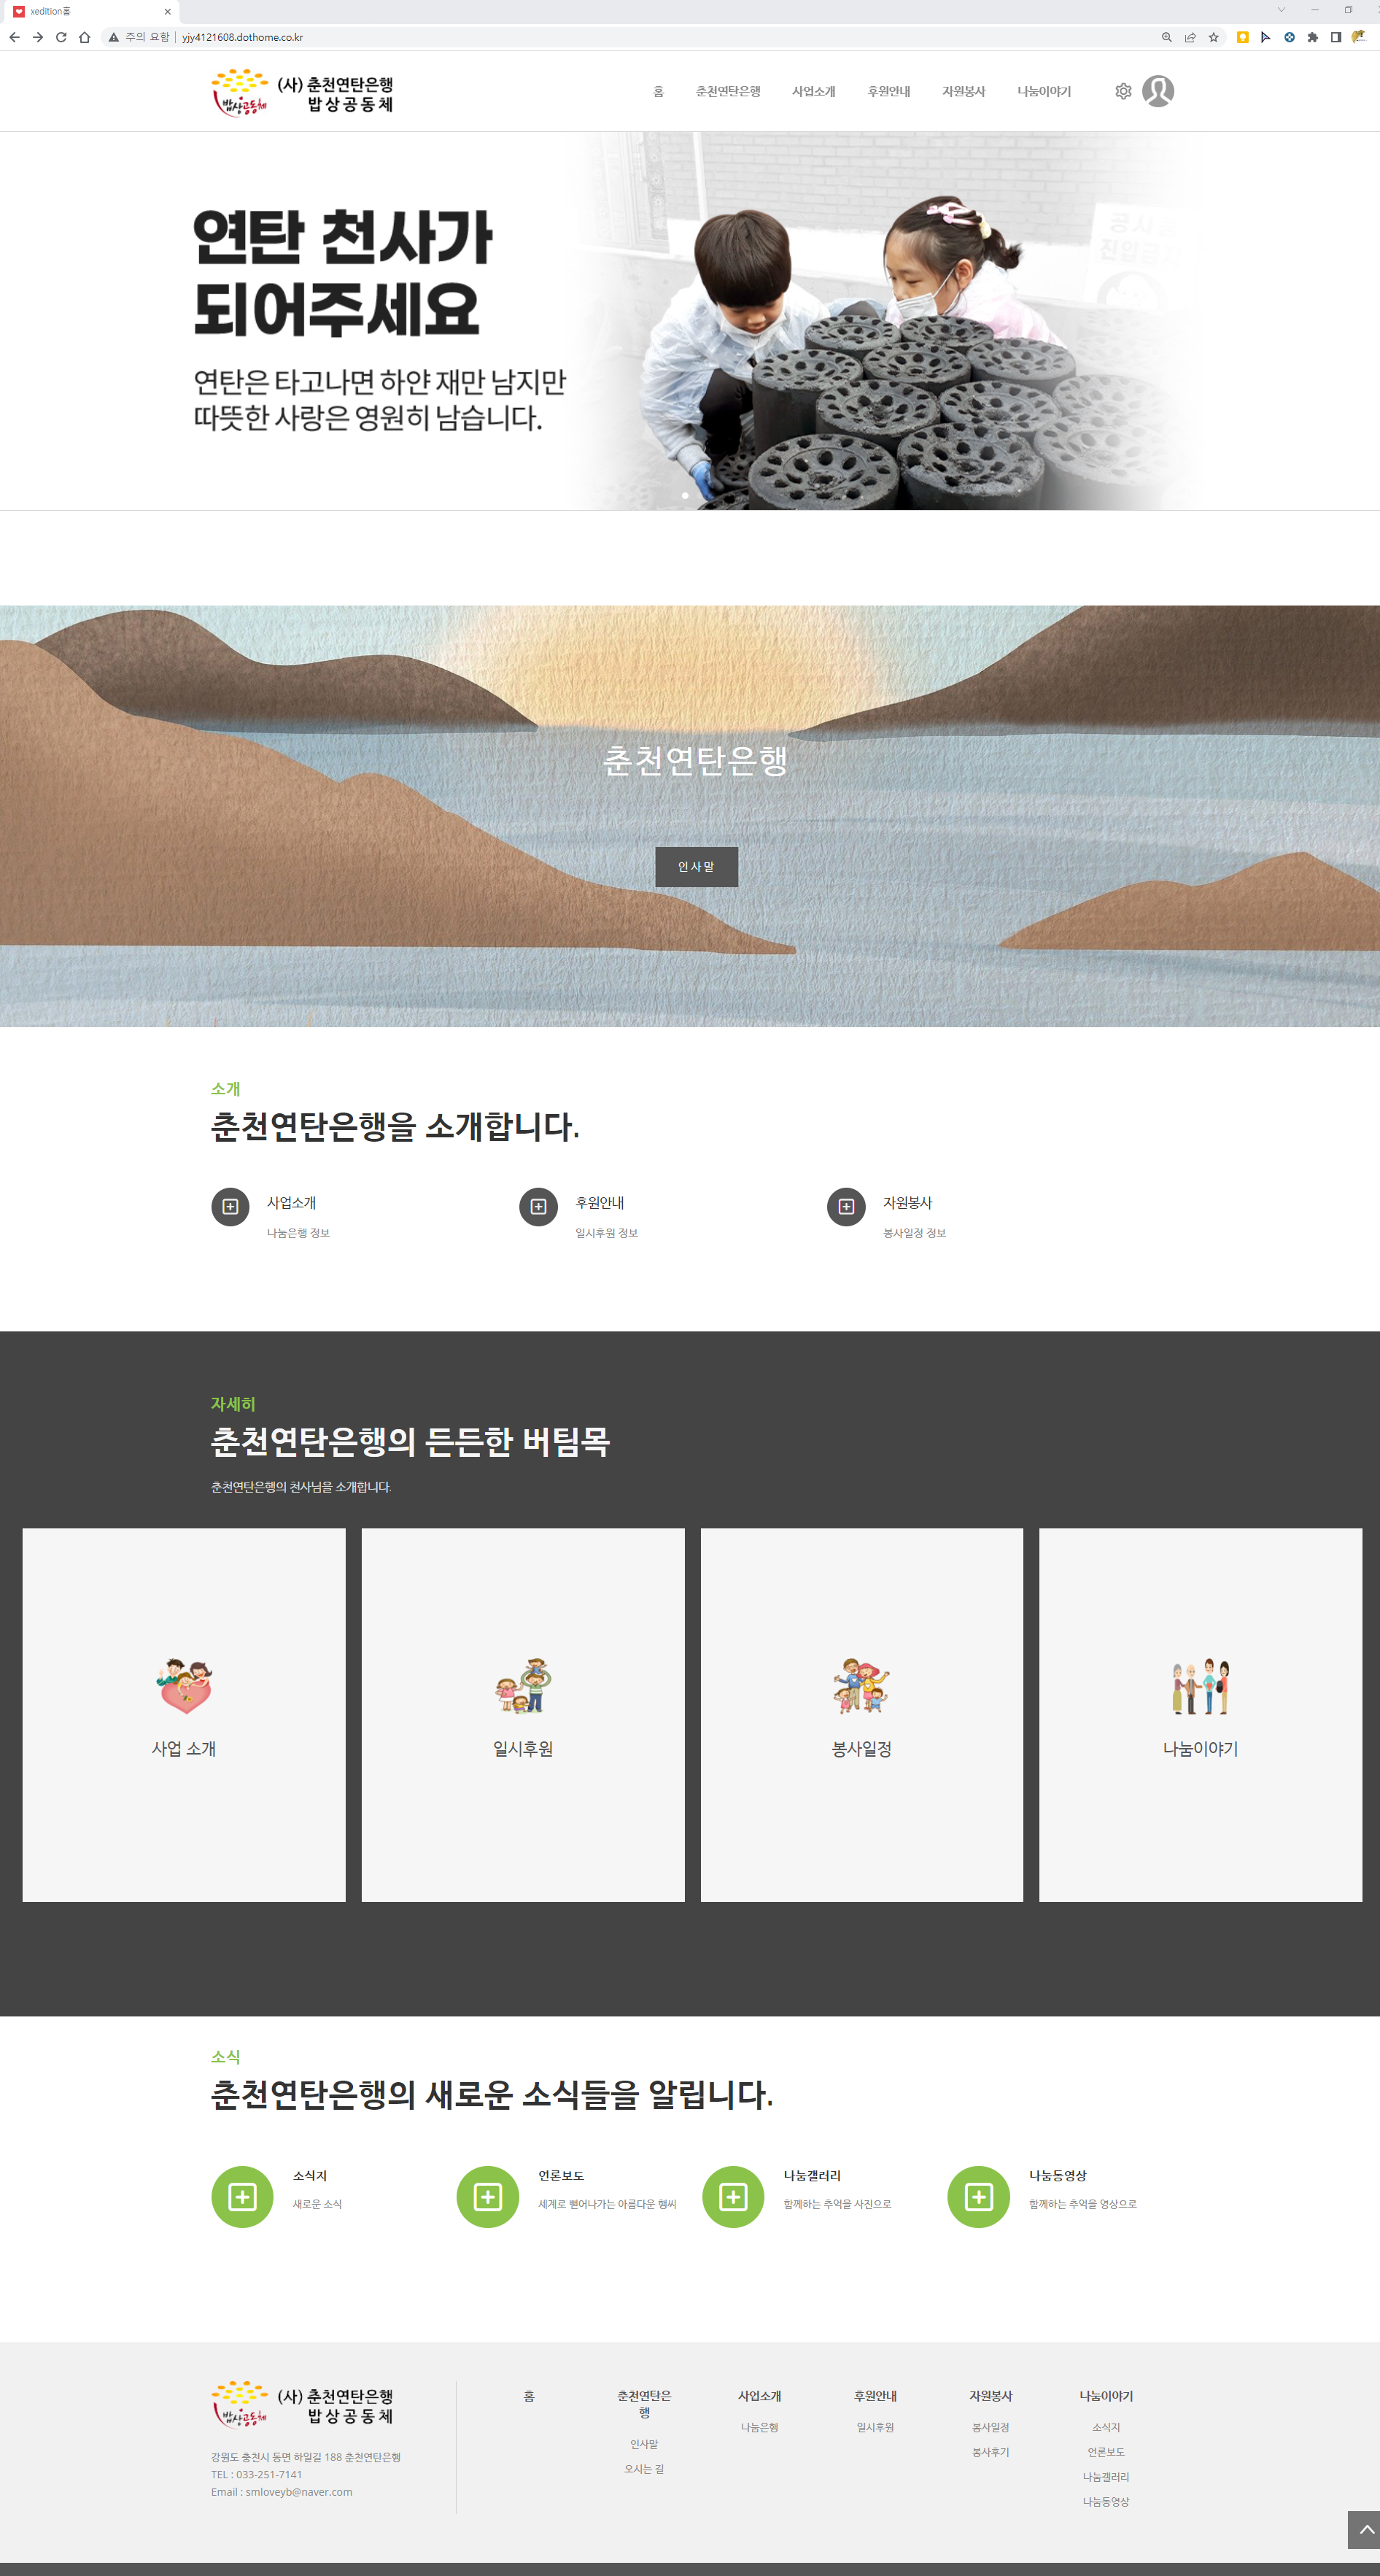 xedition홈
주의 요함 yjy4121608.dothome.co.kr
(사) 춘천연탄은행
밥상공동체
밥상공동체
홈 춘천연탄은행 사업소개 후원안내 자원봉사 나눔이야기
연탄 천사가
되어주세요
연탄은 타고나면 하얀 재만 남지만
따뜻한 사랑은 영원히 남습니다.
공사
진입금
춘천연탄은행
인사말
소개
춘천연탄은행을 소개합니다.
사업소개 후원안내 자원봉사
나눔은행 정보 일시후원 정보 봉사일정 정보
자세히
춘천연탄은행의 든든한 버팀목
춘천연탄은행의 천사님을 소개합니다.
사업 소개 일시후원 봉사일정 나눔이야기
소식
춘천연탄은행의 새로운 소식들을 알립니다.
소식지 언론보도 나눔갤러리 나눔동영상
새로운 소식 세계로 뻗어나가는 아름다운 행씨 함께하는 추억을 사진으로 함께하는 추억을 영상으로
(사) 춘천연탄은행
밥상공동체
밥상공동체
강원도 충천시 동면 하일길 188 춘천연탄은행
TEL : 033-251-7141
Email : smloveyb@naver.com
홈
춘천연탄은
행
인사말
오시는 길
사업소개
나눔은행
후원안내
일시후원
자원봉사
봉사일정
봉사후기
나눔이야기
소식지
언론보도
나눔갤러리
나눔동영상